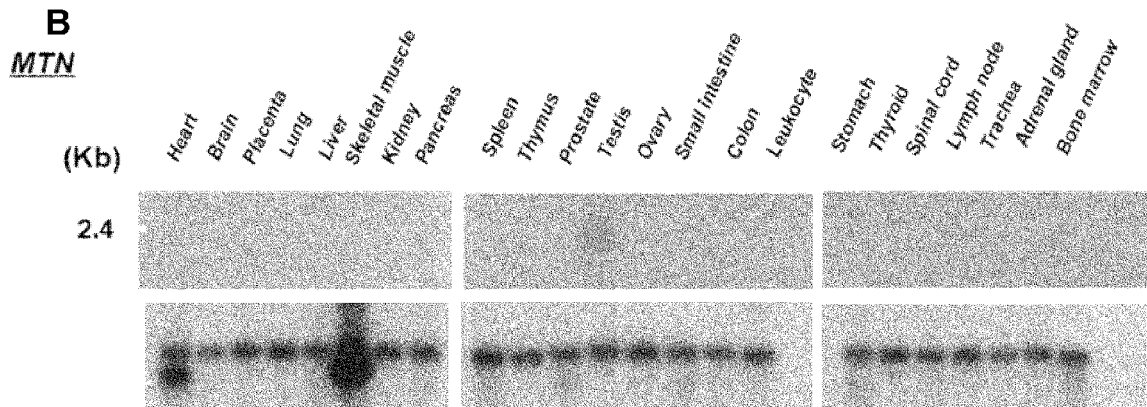 B
MTN
(Kb)
Heart
Brain
Placenta
Lung
Liver
Skeletal muscle
Kidney
Pancreas
Spleen
Thymus
Prostate
Testis
Ovary
Small intestine
Colon
Leukocyte
Stomach
Thyroid
Spinal cord
Lymph node
Trachea
Adrenal gland
Bone marrow
2.4